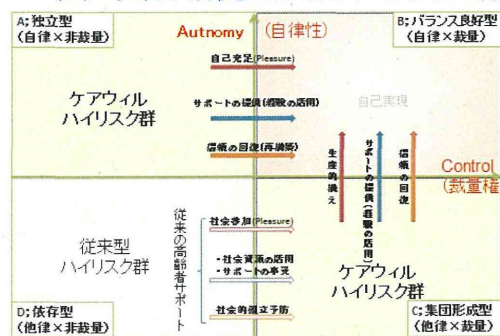 A; 独立型
(自律×非裁量)
Autnomy
(自律性)
B; バランス良好型
(自律×裁量)
自己充足(Pleasure)
ケアウィル
ハイリスク群
サポートの提供(経験の活用)
自己実現
信頼の回復(再構築)
生産的備え
サポートの提供(経験の活用)
信頼の回復
Control
(裁量権
従来型
ハイリスク群
従来の高齢者サポート
社会参加(Pleasure)
・社会資源の活用
・サポートの享受
社会的孤立予防
ケアウィル
ハイリスク群
D; 依存型
(他律×非裁量)
C; 集団形成型
(他律×裁量)